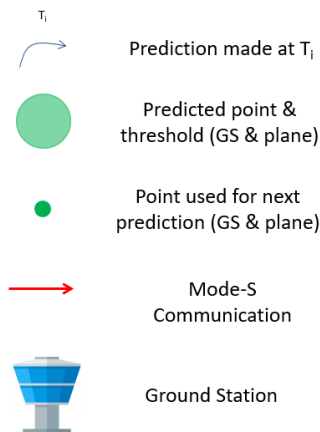 Ti
Prediction made at Ti
Predicted point &
threshold (GS & plane)
Point used for next
prediction (GS & plane)
Mode-S
Communication
Ground Station